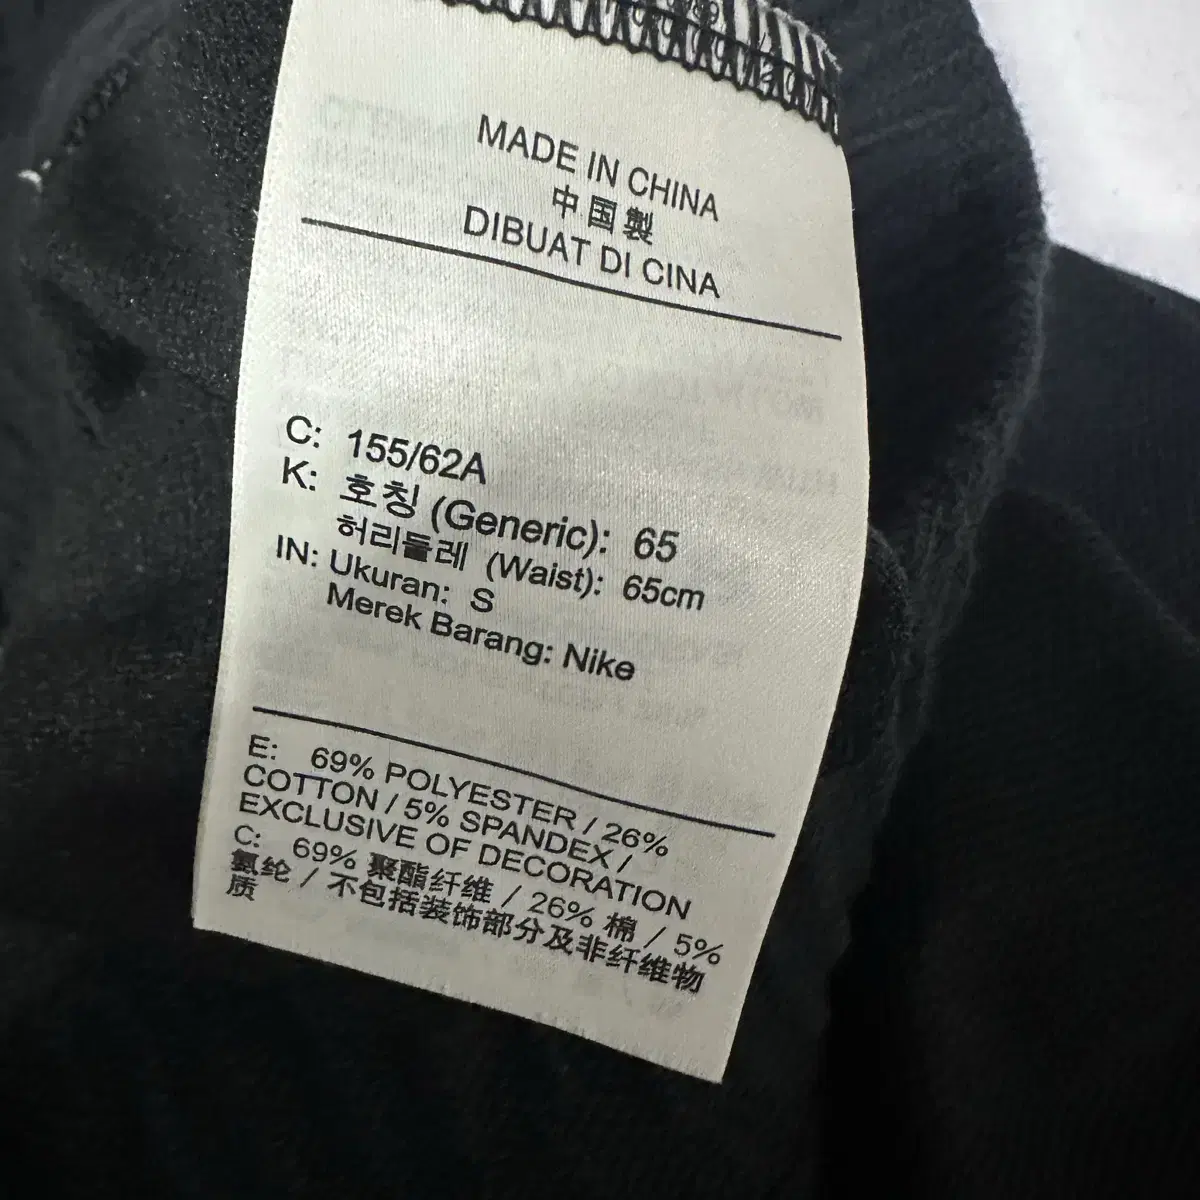 MADE IN CHINA
中国製
DIBUAT DI CINA
C: 155/62A
K: 호칭 (Generic): 65
허리들레 (Waist): 65cm
IN: Ukuran: S
Merek Barang: Nike
E: 69% POLYESTER / 26%
COTTON / 5% SPANDEX /
EXCLUSIVE OF DECORATION
C: 69% 聚酯纤维 / 26% 棉 / 5%
氨纶 / 不包括装饰部分及非纤维物
质